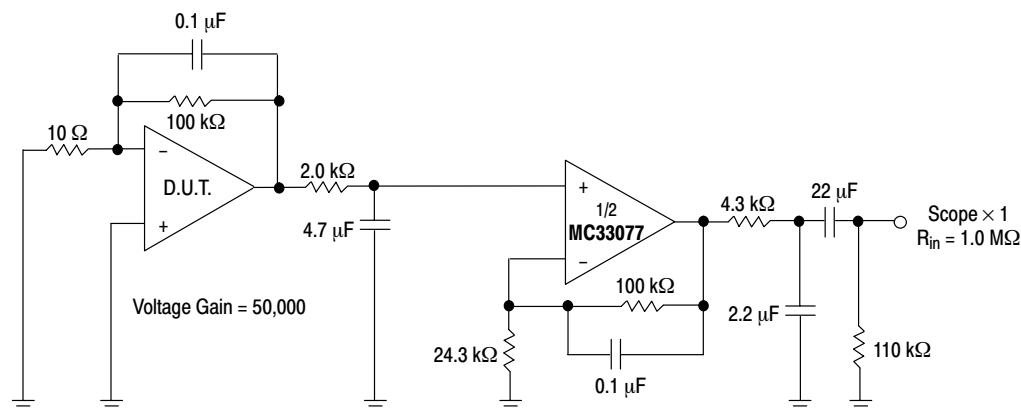 0.1 μF
100 kΩ
10 Ω
−
D.U.T.
+
2.0 kΩ
4.7 μF
Voltage Gain = 50,000
+
1/2
MC33077
−
100 kΩ
0.1 μF
24.3 kΩ
4.3 kΩ
22 μF
2.2 μF
110 kΩ
Scope × 1
Rin = 1.0 MΩ